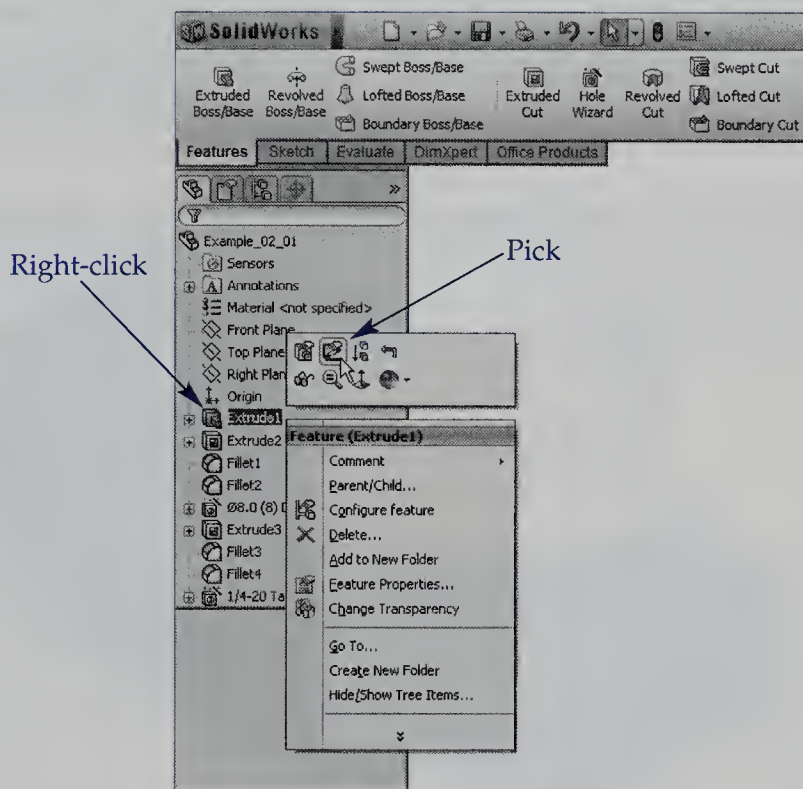 SolidWorks
Extruded Boss/Base
Revolved Boss/Base
Swept Boss/Base
Lofted Boss/Base
Boundary Boss/Base
Extruded Cut
Hole Wizard
Revolved Cut
Swept Cut
Lofted Cut
Boundary Cut
Features Sketch Evaluate DimXpert Office Products
Example_02_01
Sensors
Annotations
Material <not specified>
Front Plane
Top Plane
Right Plan
Origin
Extrude1
Extrude2
Fillet1
Fillet2
Ø8.0 (8) D
Extrude3
Fillet3
Fillet4
1/4-20 Ta
Right-click
Pick
Feature (Extrude1)
Comment
Parent/Child...
Configure feature
Delete...
Add to New Folder
Feature Properties...
Change Transparency
Go To...
Create New Folder
Hide/Show Tree Items...